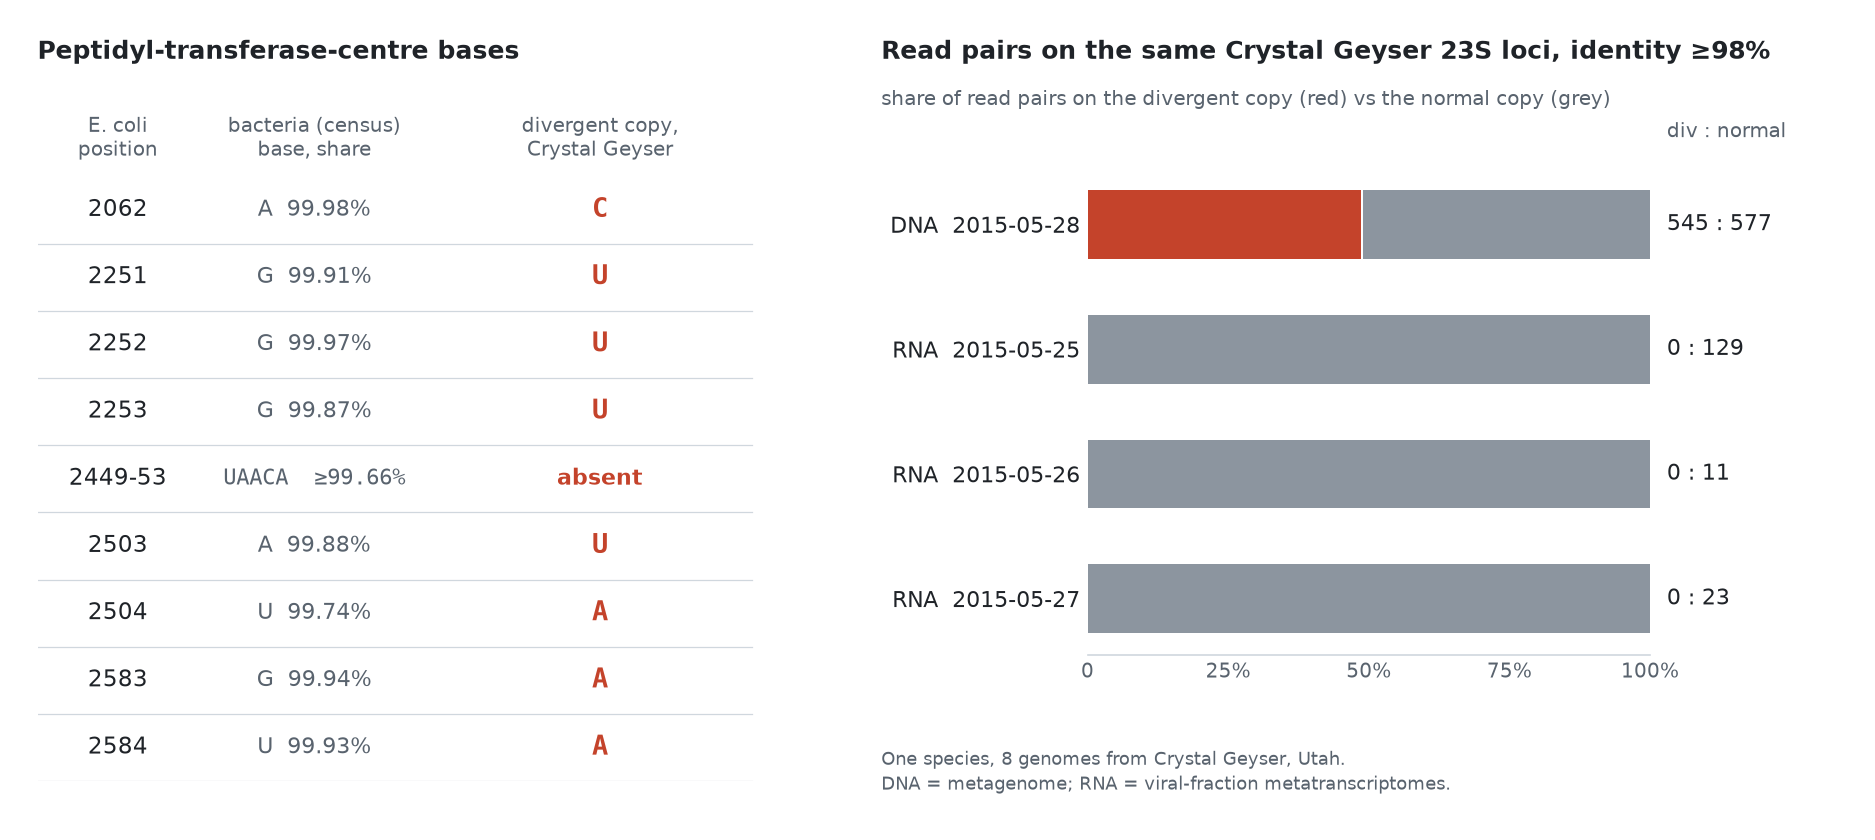 Peptidyl-transferase-centre bases
E. coli position
bacteria (census) base, share
divergent copy, Crystal Geyser
2062 A 99.98% C
2251 G 99.91% U
2252 G 99.97% U
2253 G 99.87% U
2449-53 UAACA ≥99.66% absent
2503 A 99.88% U
2504 U 99.74% A
2583 G 99.94% A
2584 U 99.93% A
Read pairs on the same Crystal Geyser 23S loci, identity ≥98%
share of read pairs on the divergent copy (red) vs the normal copy (grey)
div : normal
DNA 2015-05-28 545 : 577
RNA 2015-05-25 0 : 129
RNA 2015-05-26 0 : 11
RNA 2015-05-27 0 : 23
0 25% 50% 75% 100%
One species, 8 genomes from Crystal Geyser, Utah.
DNA = metagenome; RNA = viral-fraction metatranscriptomes.